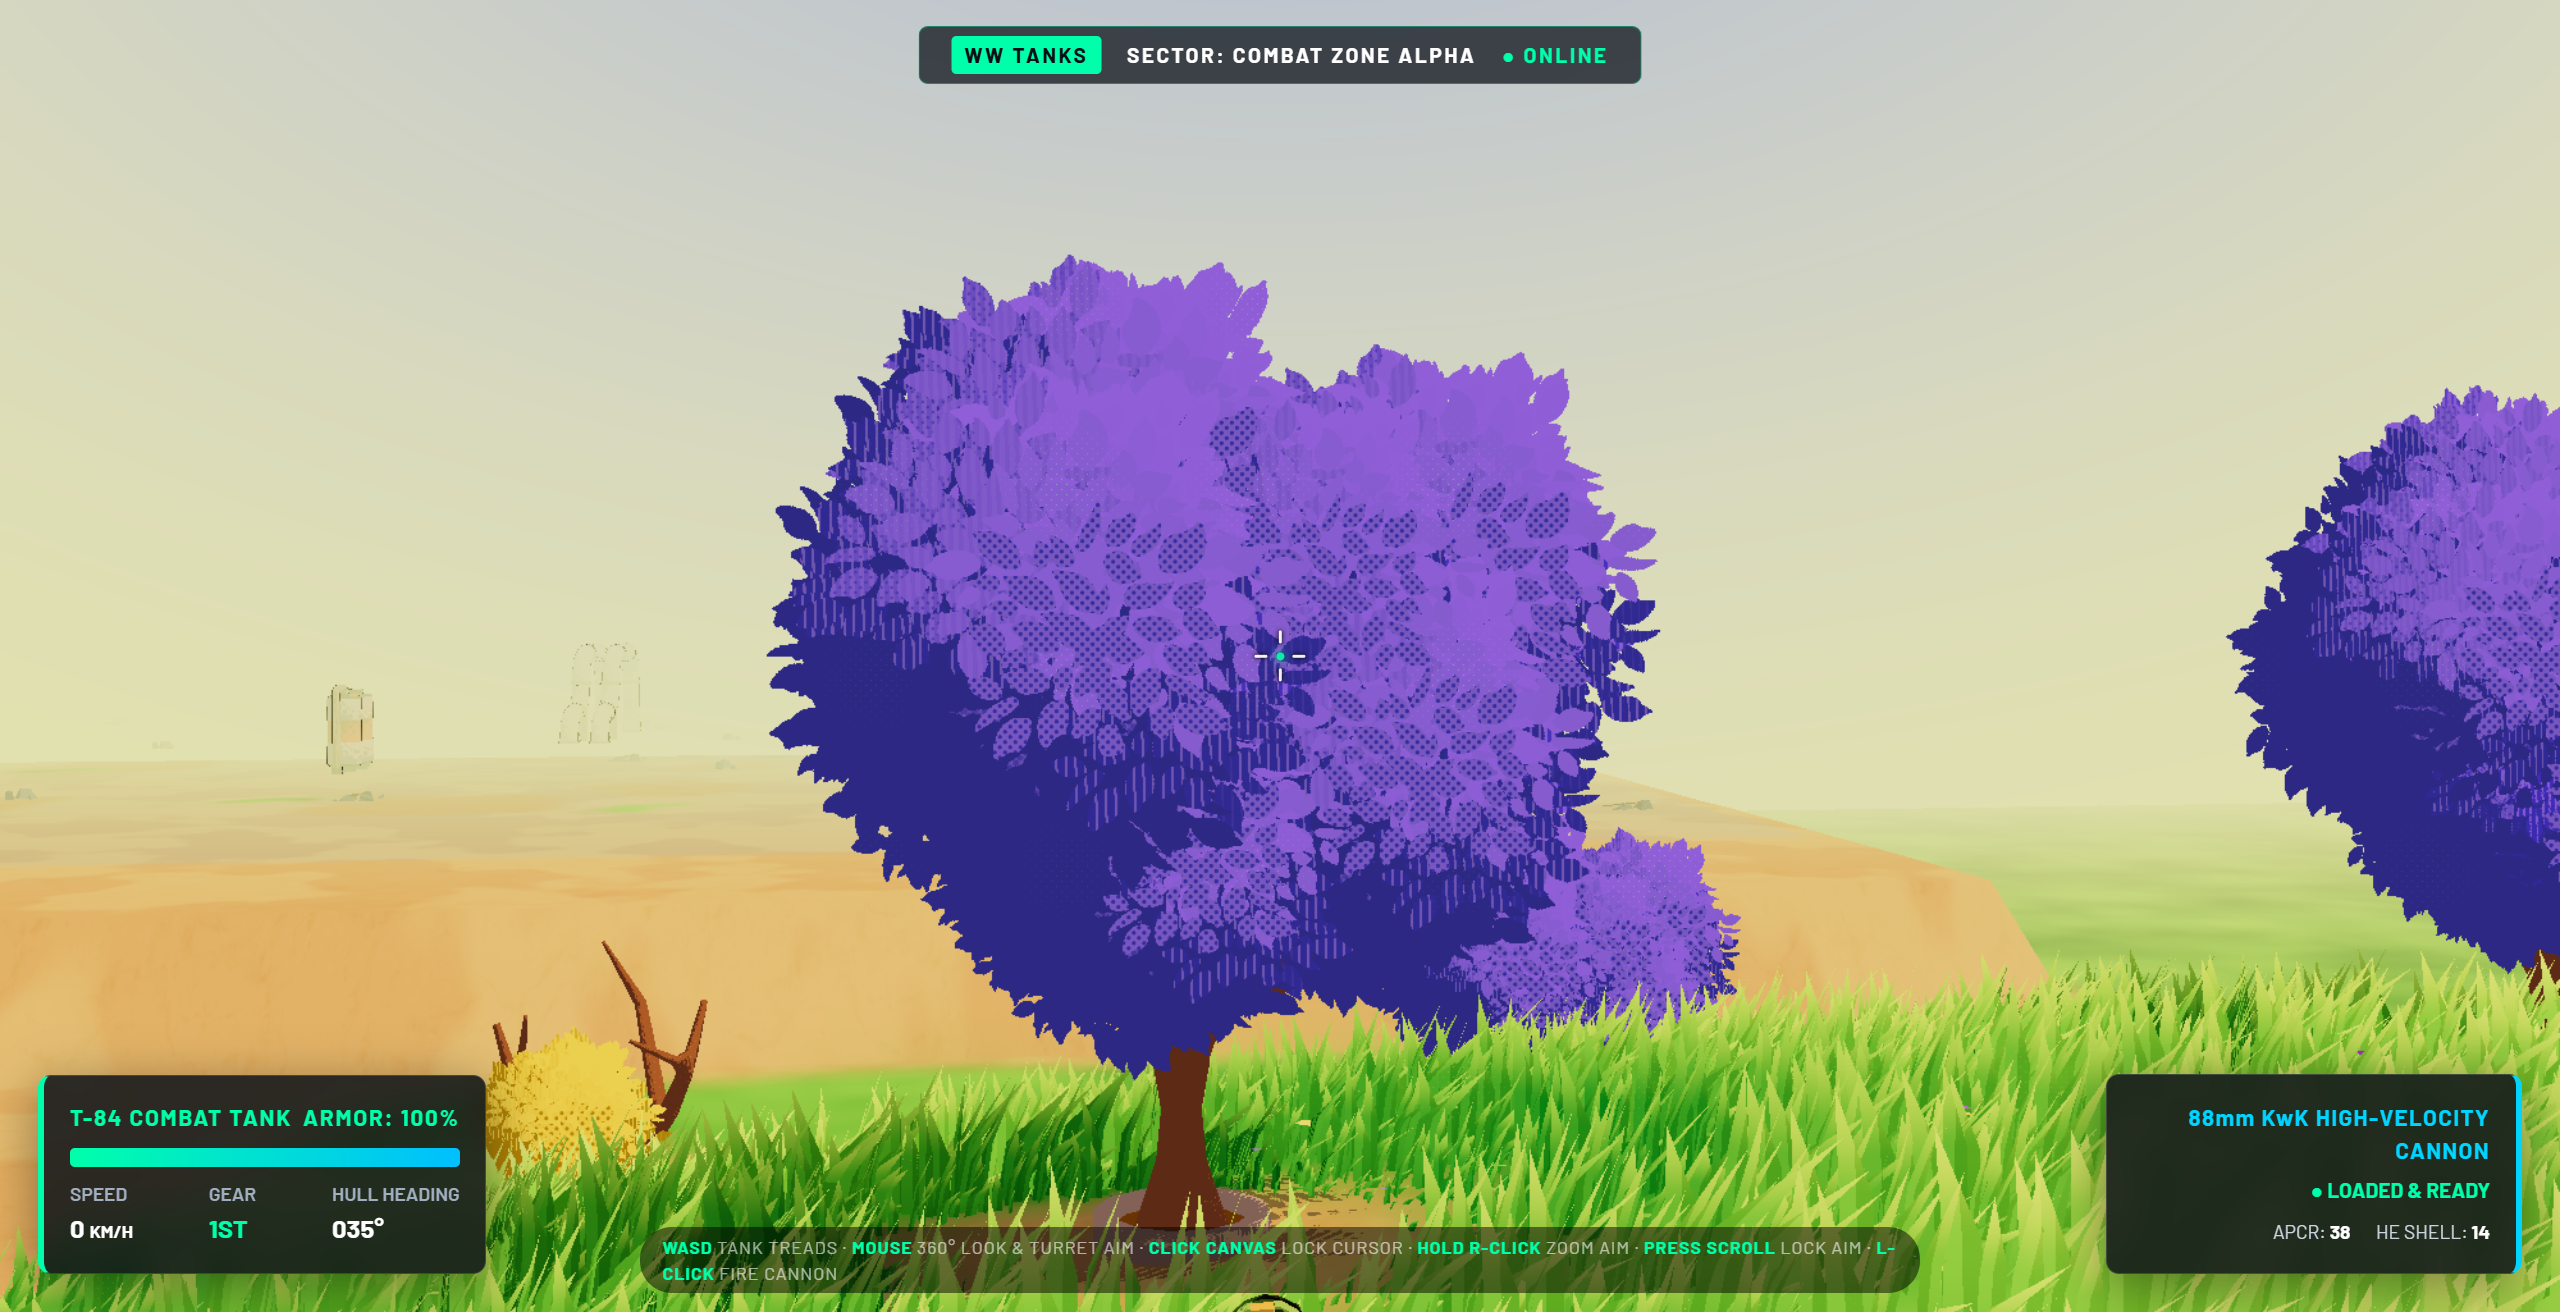 WW TANKS SECTOR: COMBAT ZONE ALPHA ● ONLINE
T-84 COMBAT TANK ARMOR: 100%
SPEED GEAR HULL HEADING
0 KM/H 1ST 035°
88mm KwK HIGH-VELOCITY
CANNON
● LOADED & READY
APCR: 38 HE SHELL: 14
WASD TANK TREADS · MOUSE 360° LOOK & TURRET AIM · CLICK CANVAS LOCK CURSOR · HOLD R-CLICK ZOOM AIM · PRESS SCROLL LOCK AIM · L-
CLICK FIRE CANNON